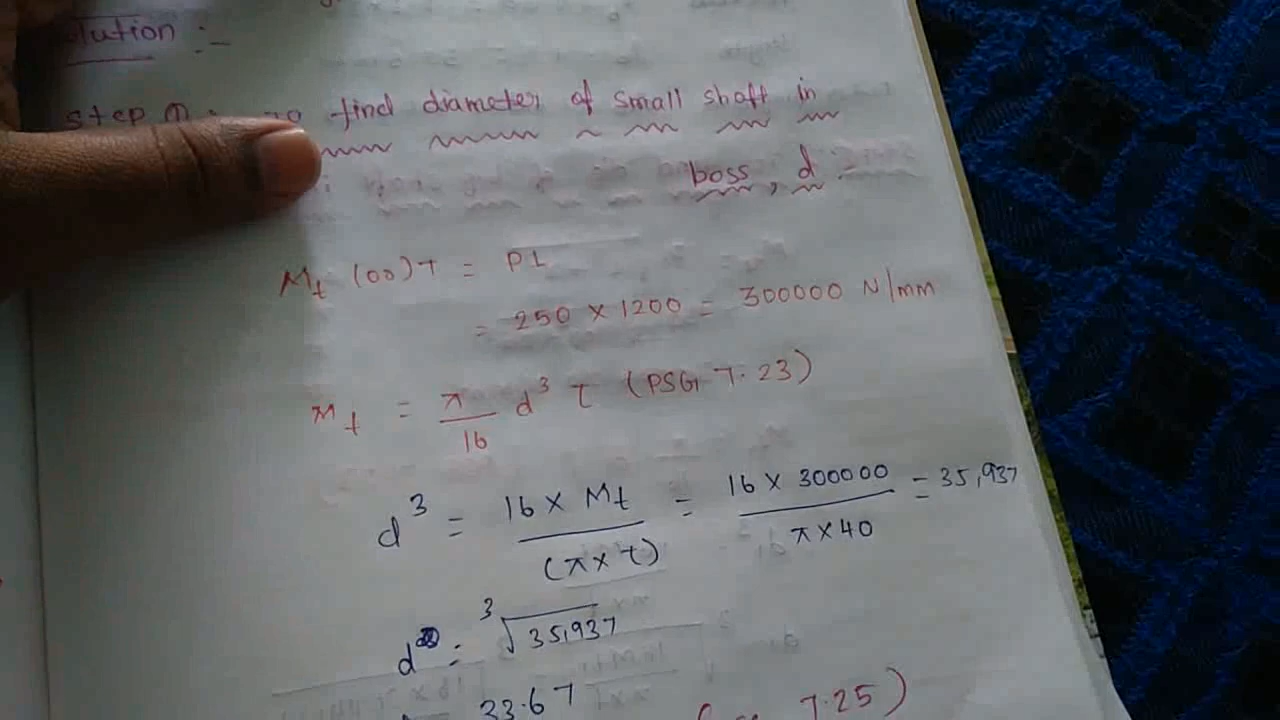 olution :-
step ① : find diameter of small shaft in
boss, d :-
Mt (00) T = PL
= 250 × 1200 = 300000 N/mm
Mt = π/16 d³ τ (PSG 7.23)
d³ = 16 × Mt / (π × τ) = 16 × 300000 / π × 40 = 35,937
d = ³√35,937
33.67
7.25)